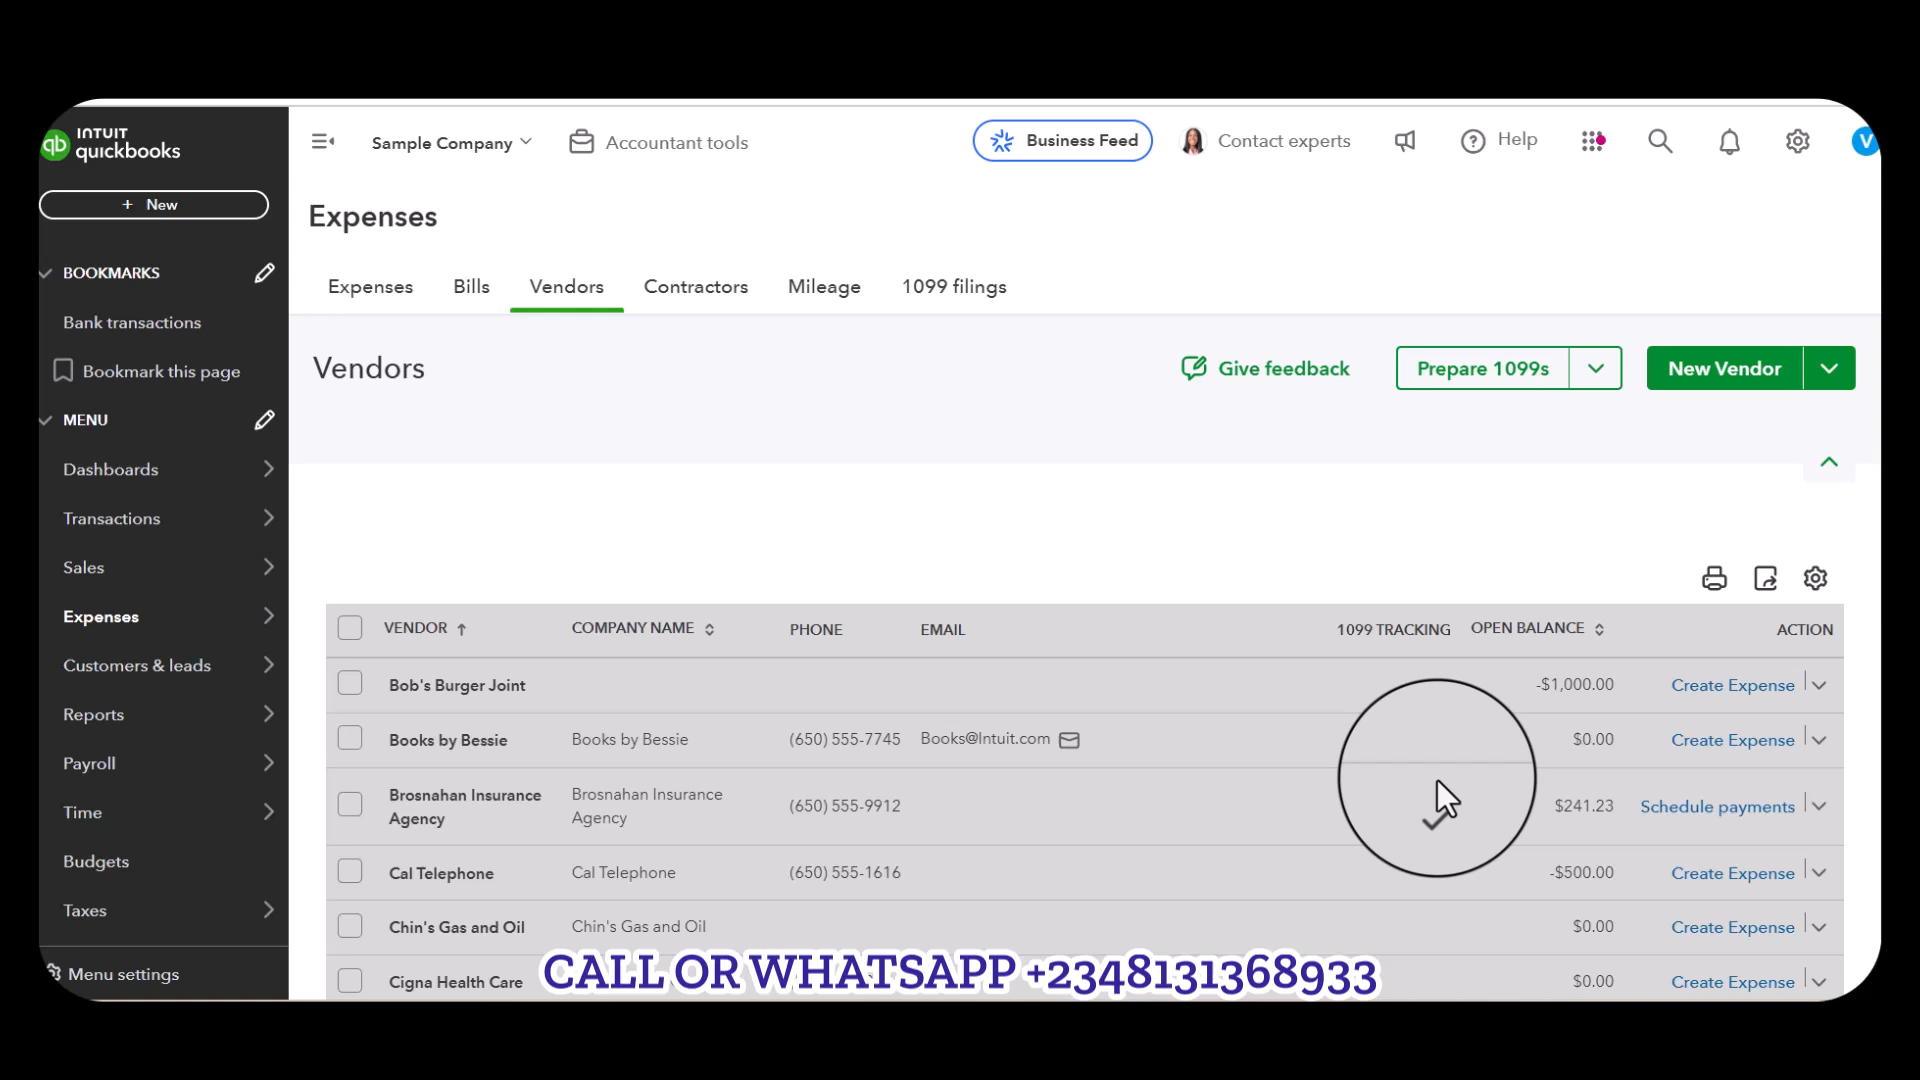 INTUIT
quickbooks
Sample Company
Accountant tools
Business Feed
Contact experts
Help
V
+ New
Expenses
BOOKMARKS
Bank transactions
Bookmark this page
MENU
Dashboards
Transactions
Sales
Expenses
Customers & leads
Reports
Payroll
Time
Budgets
Taxes
Menu settings
Expenses Bills Vendors Contractors Mileage 1099 filings
Vendors
Give feedback
Prepare 1099s
New Vendor
VENDOR COMPANY NAME PHONE EMAIL 1099 TRACKING OPEN BALANCE ACTION
Bob's Burger Joint -$1,000.00 Create Expense
Books by Bessie Books by Bessie (650) 555-7745 Books@Intuit.com $0.00 Create Expense
Brosnahan Insurance Agency Brosnahan Insurance Agency (650) 555-9912 $241.23 Schedule payments
Cal Telephone Cal Telephone (650) 555-1616 -$500.00 Create Expense
Chin's Gas and Oil Chin's Gas and Oil $0.00 Create Expense
Cigna Health Care $0.00 Create Expense
CALL OR WHATSAPP +2348131368933